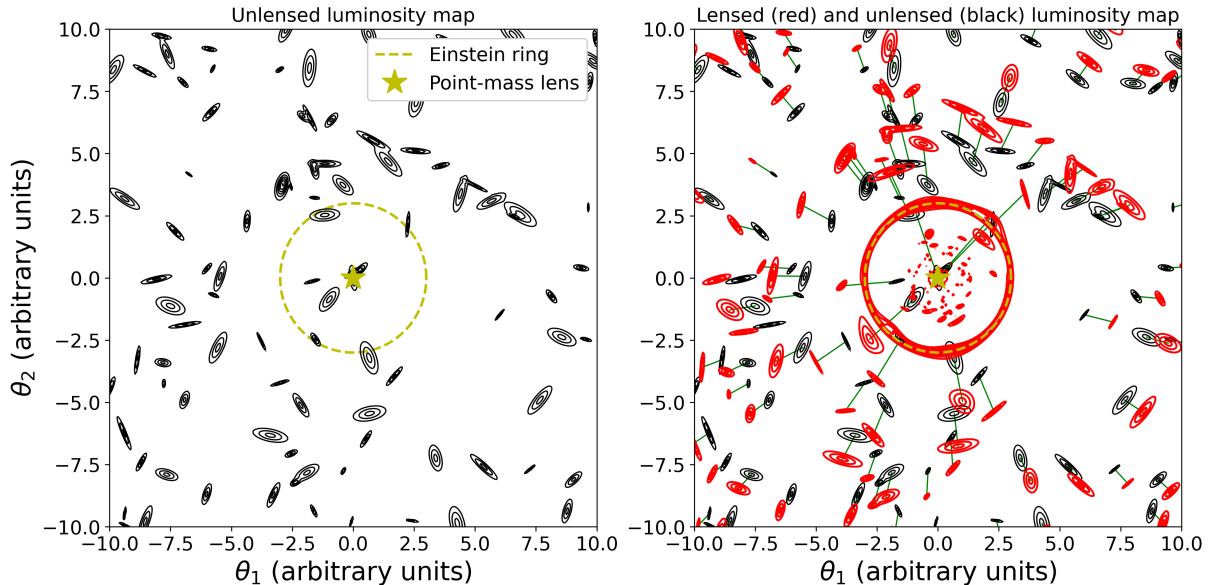 Unlensed luminosity map
Lensed (red) and unlensed (black) luminosity map
Einstein ring
Point-mass lens
10.0
7.5
5.0
2.5
0.0
−2.5
−5.0
−7.5
−10.0
θ2 (arbitrary units)
−10.0 −7.5 −5.0 −2.5 0.0 2.5 5.0 7.5 10.0
θ1 (arbitrary units)
10.0
7.5
5.0
2.5
0.0
−2.5
−5.0
−7.5
−10.0
−10.0 −7.5 −5.0 −2.5 0.0 2.5 5.0 7.5 10.0
θ1 (arbitrary units)